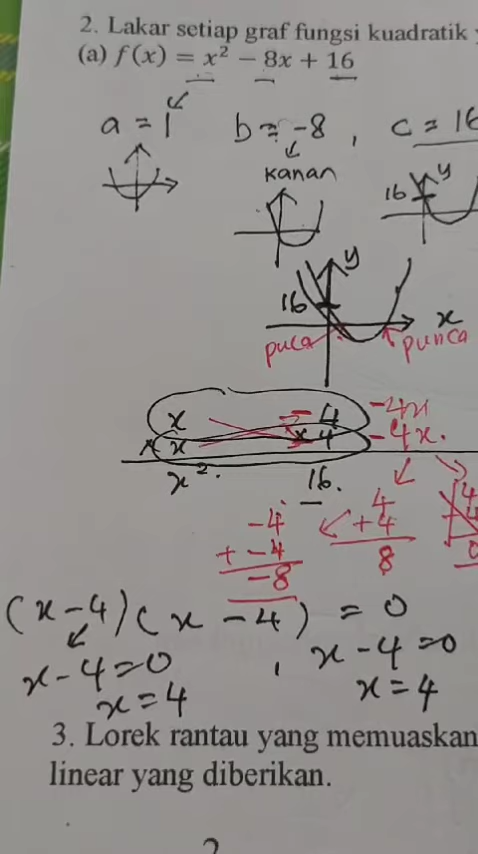 2. Lakar setiap graf fungsi kuadratik
(a) f(x) = x² − 8x + 16
a = 1 b = -8 , c = 16
kanan
16 y
y
16
x
puca punca
x -4 -4x
x x 4 -4x.
x². 16.
-4
+ -4
-8
4
+ 4
8
(x-4)(x-4) = 0
x-4=0 , x-4=0
x=4 x=4
3. Lorek rantau yang memuaskan
linear yang diberikan.